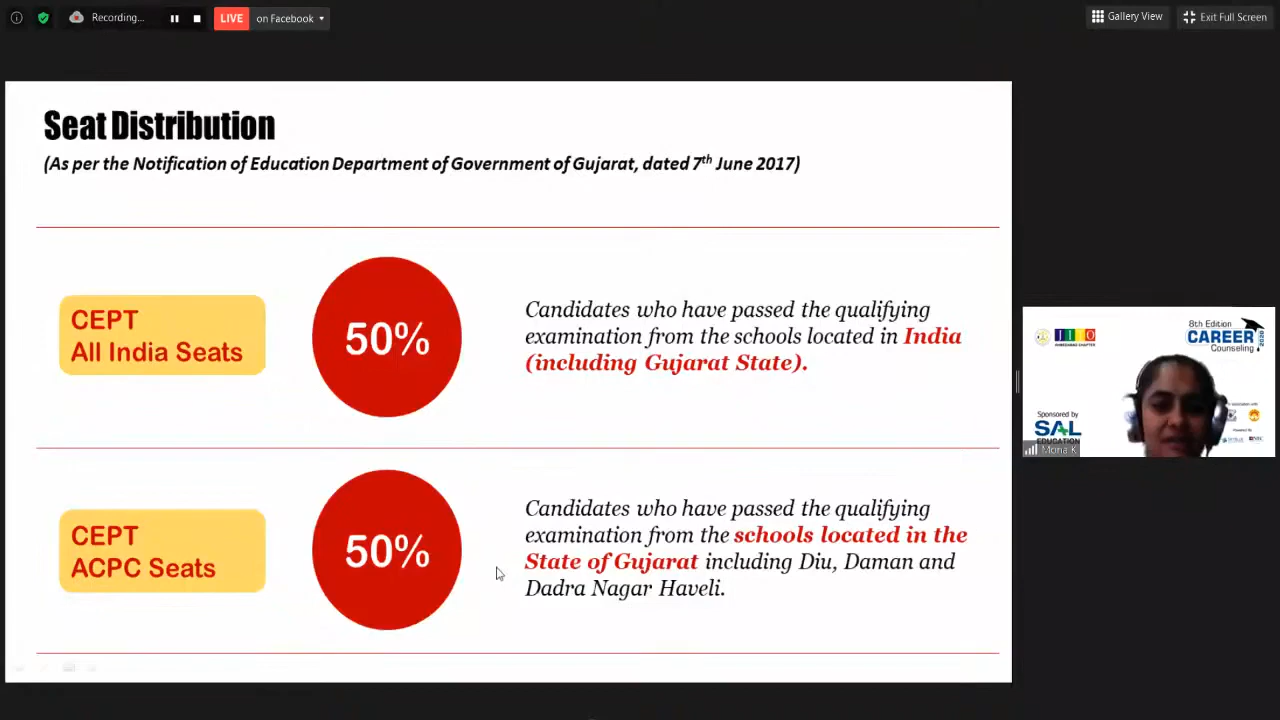 Recording...
LIVE on Facebook
Gallery View
Exit Full Screen
Seat Distribution
(As per the Notification of Education Department of Government of Gujarat, dated 7th June 2017)
CEPT
All India Seats
50%
Candidates who have passed the qualifying
examination from the schools located in India
(including Gujarat State).
CEPT
ACPC Seats
50%
Candidates who have passed the qualifying
examination from the schools located in the
State of Gujarat including Diu, Daman and
Dadra Nagar Haveli.
8th Edition
CAREER
Counseling
Sponsored by
SAL
EDUCATION
Mona K